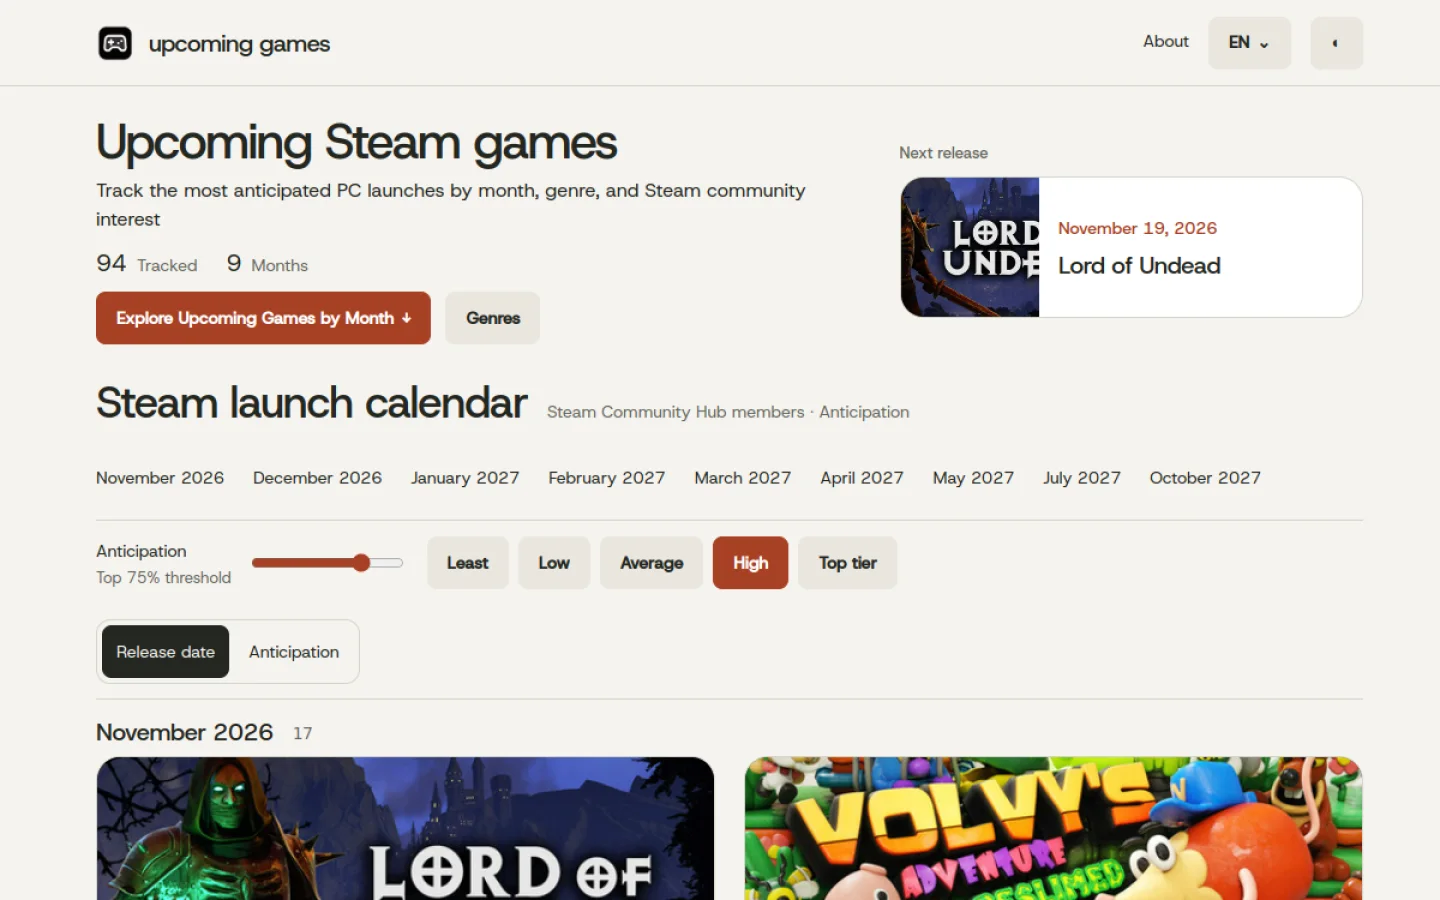 upcoming games
About
EN
Upcoming Steam games
Track the most anticipated PC launches by month, genre, and Steam community
interest
94 Tracked 9 Months
Explore Upcoming Games by Month ↓
Genres
Next release
LORD
UNDE
November 19, 2026
Lord of Undead
Steam launch calendar
Steam Community Hub members · Anticipation
November 2026
December 2026
January 2027
February 2027
March 2027
April 2027
May 2027
July 2027
October 2027
Anticipation
Top 75% threshold
Least
Low
Average
High
Top tier
Release date
Anticipation
November 2026 17
LORD OF
VOLVY'S
ADVENTURE